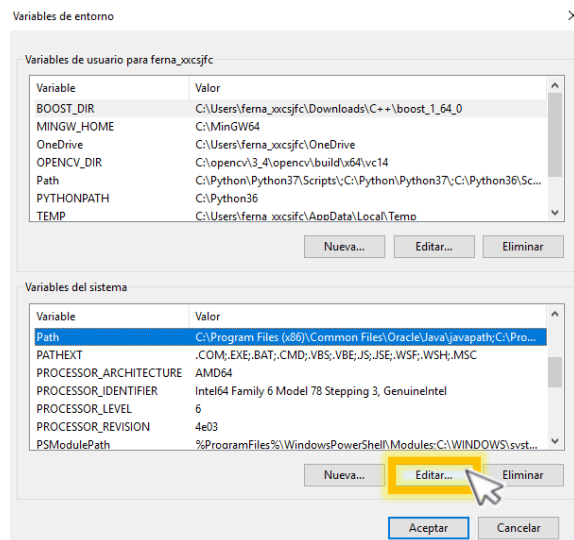 Variables de entorno
Variables de usuario para ferna_xxcsjfc
Variable Valor
BOOST_DIR C:\Users\ferna_xxcsjfc\Downloads\C++\boost_1_64_0
MINGW_HOME C:\MinGW64
OneDrive C:\Users\ferna_xxcsjfc\OneDrive
OPENCV_DIR C:\opencv\3_4\opencv\build\x64\vc14
Path C:\Python\Python37\Scripts\;C:\Python\Python37\;C:\Python36\Sc...
PYTHONPATH C:\Python36
TEMP C:\Users\ferna_xxcsjfc\AppData\Local\Temp
Nueva... Editar... Eliminar
Variables del sistema
Variable Valor
Path C:\Program Files (x86)\Common Files\Oracle\Java\javapath;C:\Pro...
PATHEXT .COM;.EXE;.BAT;.CMD;.VBS;.VBE;.JS;.JSE;.WSF;.WSH;.MSC
PROCESSOR_ARCHITECTURE AMD64
PROCESSOR_IDENTIFIER Intel64 Family 6 Model 78 Stepping 3, GenuineIntel
PROCESSOR_LEVEL 6
PROCESSOR_REVISION 4e03
PSModulePath %ProgramFiles%\WindowsPowerShell\Modules;C:\WINDOWS\syst...
Nueva... Editar... Eliminar
Aceptar Cancelar